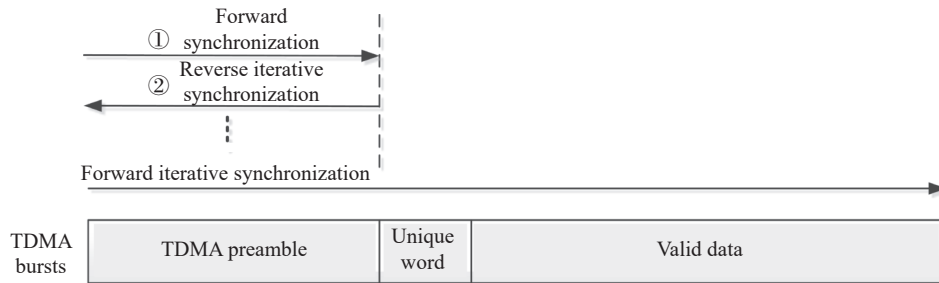 Forward
① synchronization
Reverse iterative
② synchronization
Forward iterative synchronization
TDMA bursts
TDMA preamble
Unique word
Valid data